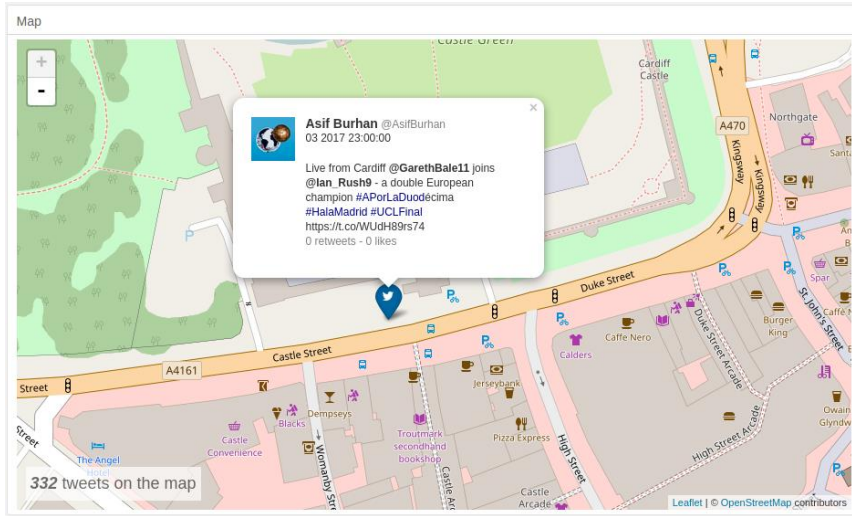 Map
Castle Green
+
-
Cardiff
Castle
A470
Northgate
Kingsway
Kingsway
×
Asif Burhan @AsifBurhan
03 2017 23:00:00
Live from Cardiff @GarethBale11 joins
@Ian_Rush9 - a double European
champion #APorLaDuodécima
#HalaMadrid #UCLFinal
https://t.co/WUdH89rs74
0 retweets - 0 likes
P
Duke Street
Spar
St. John's Street
Castle Street
A4161
Street
Street
Calders
Caffe Nero
Duke Street Arcade
Burger
King
Caffe
Jerseybank
Dempseys
Blacks
Castle
Convenience
The Angel
Hotel
Womanby Street
Troutmark
secondhand
bookshop
Pizza Express
High Street
High Street Arcade
Owain
Glyndw
Castle
Arcade
Castle Arc
332 tweets on the map
Leaflet | © OpenStreetMap contributors